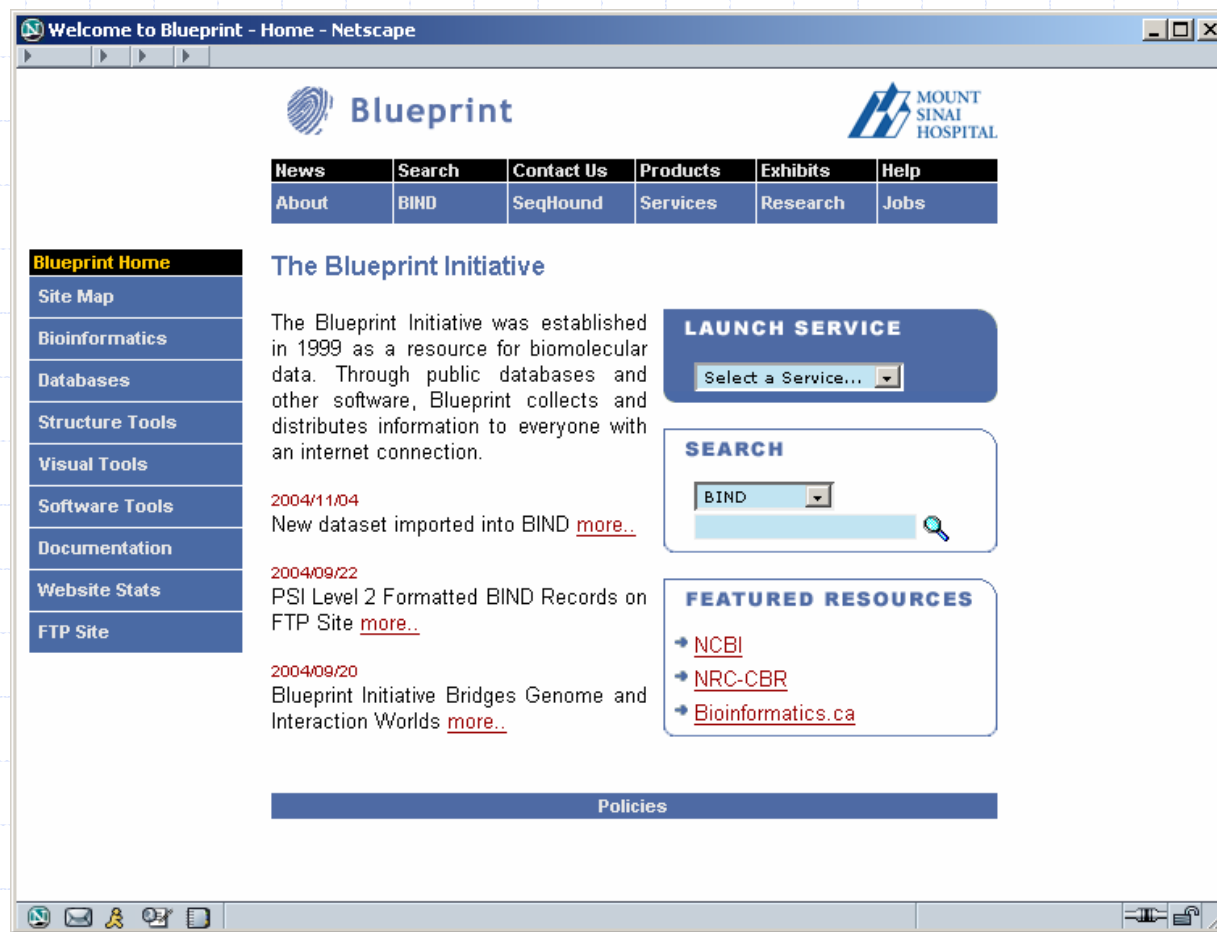 Welcome to Blueprint - Home - Netscape
Blueprint
MOUNT
SINAI
HOSPITAL
News Search Contact Us Products Exhibits Help
About BIND SeqHound Services Research Jobs
Blueprint Home
Site Map
Bioinformatics
Databases
Structure Tools
Visual Tools
Software Tools
Documentation
Website Stats
FTP Site
The Blueprint Initiative
The Blueprint Initiative was established
in 1999 as a resource for biomolecular
data. Through public databases and
other software, Blueprint collects and
distributes information to everyone with
an internet connection.
2004/11/04
New dataset imported into BIND more..
2004/09/22
PSI Level 2 Formatted BIND Records on
FTP Site more..
2004/09/20
Blueprint Initiative Bridges Genome and
Interaction Worlds more..
LAUNCH SERVICE
Select a Service...
SEARCH
BIND
FEATURED RESOURCES
NCBI
NRC-CBR
Bioinformatics.ca
Policies